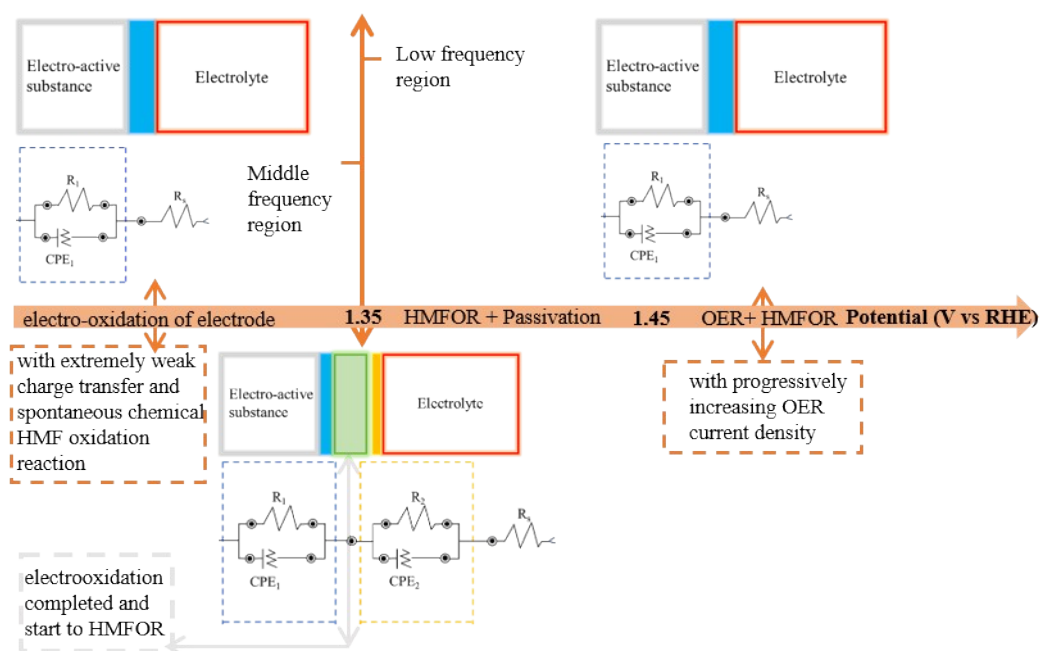 Electro-active
substance
Electrolyte
R1
CPE1
Rs
Low frequency
region
Middle
frequency
region
Electro-active
substance
Electrolyte
R1
CPE1
Rs
electro-oxidation of electrode
1.35
HMFOR + Passivation
1.45
OER+ HMFOR
Potential (V vs RHE)
with extremely weak
charge transfer and
spontaneous chemical
HMF oxidation
reaction
Electro-active
substance
Electrolyte
with progressively
increasing OER
current density
R1
CPE1
R2
CPE2
Rs
electrooxidation
completed and
start to HMFOR